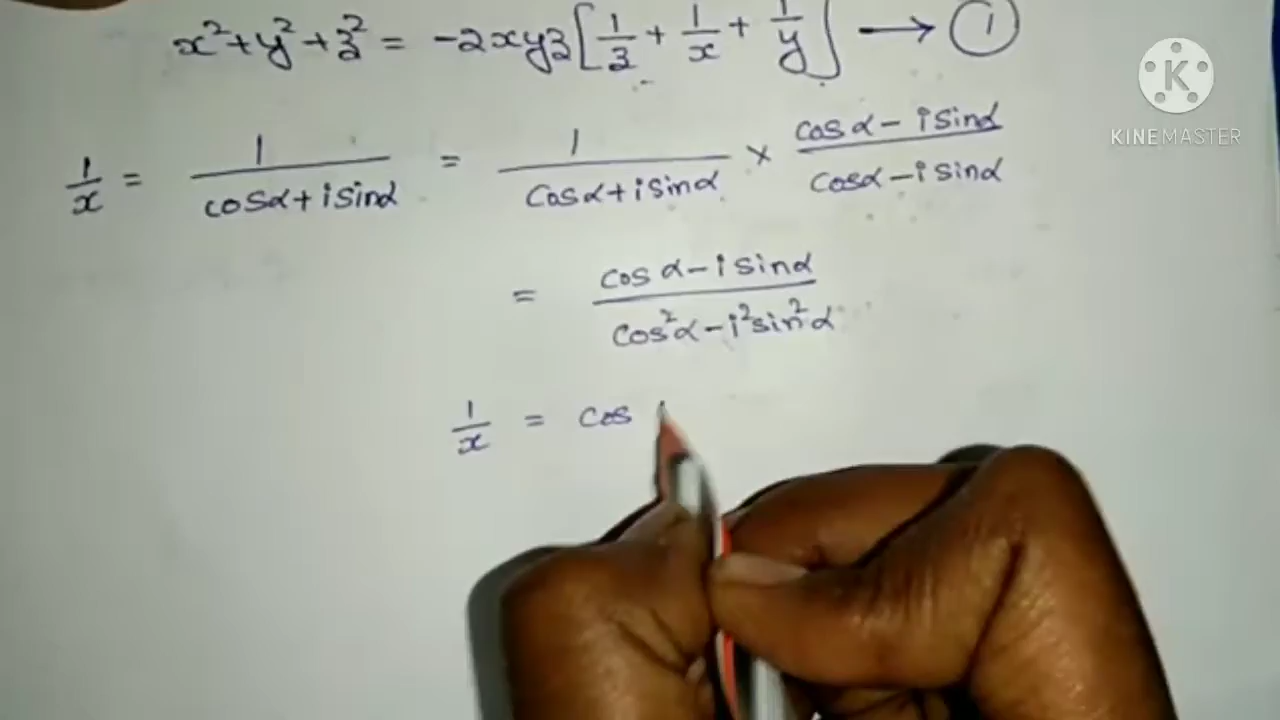 x²+y²+z² = -2xyz[1/z + 1/x + 1/y] → ①
1/x = 1/(cosα+isinα) = 1/(cosα+isinα) × (cosα-isinα)/(cosα-isinα)
= (cosα-isinα)/(cos²α-i²sin²α)
1/x = cos
K
KINEMASTER